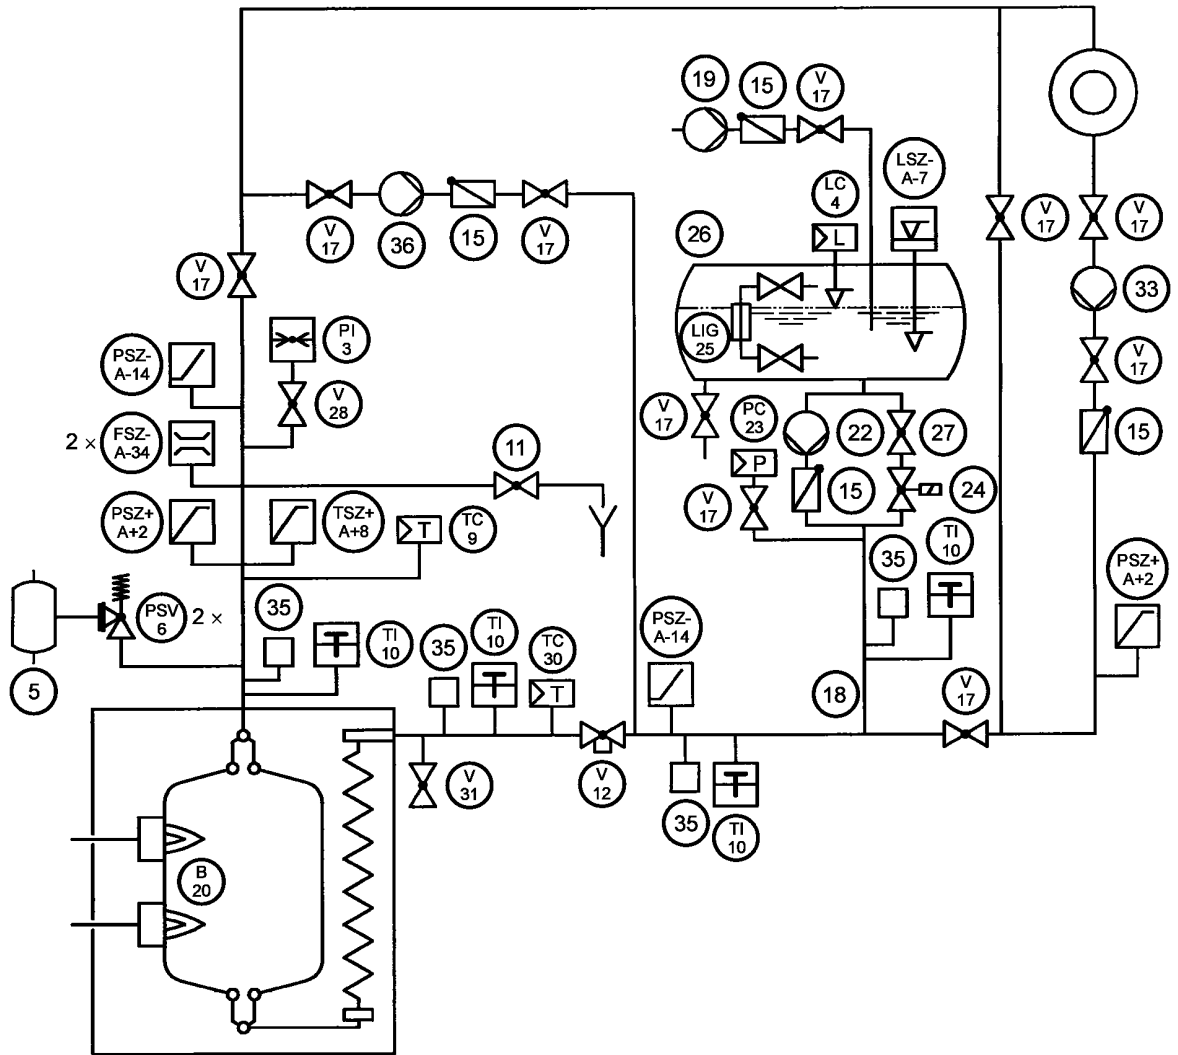 19
15
V
17
LC
4
LSZ-
A-7
V
17
36
15
V
17
26
V
17
V
17
V
17
L
33
PI
3
LIG
25
PSZ-
A-14
V
28
V
17
2 ×
FSZ-
A-34
11
V
17
PC
23
22
27
15
P
PSZ+
A+2
TSZ+
A+8
T
TC
9
V
17
15
24
35
TI
10
PSZ+
A+2
PSV
6
2 ×
35
TI
10
35
TI
10
TC
30
PSZ-
A-14
5
T
18
V
17
V
31
V
12
35
TI
10
B
20